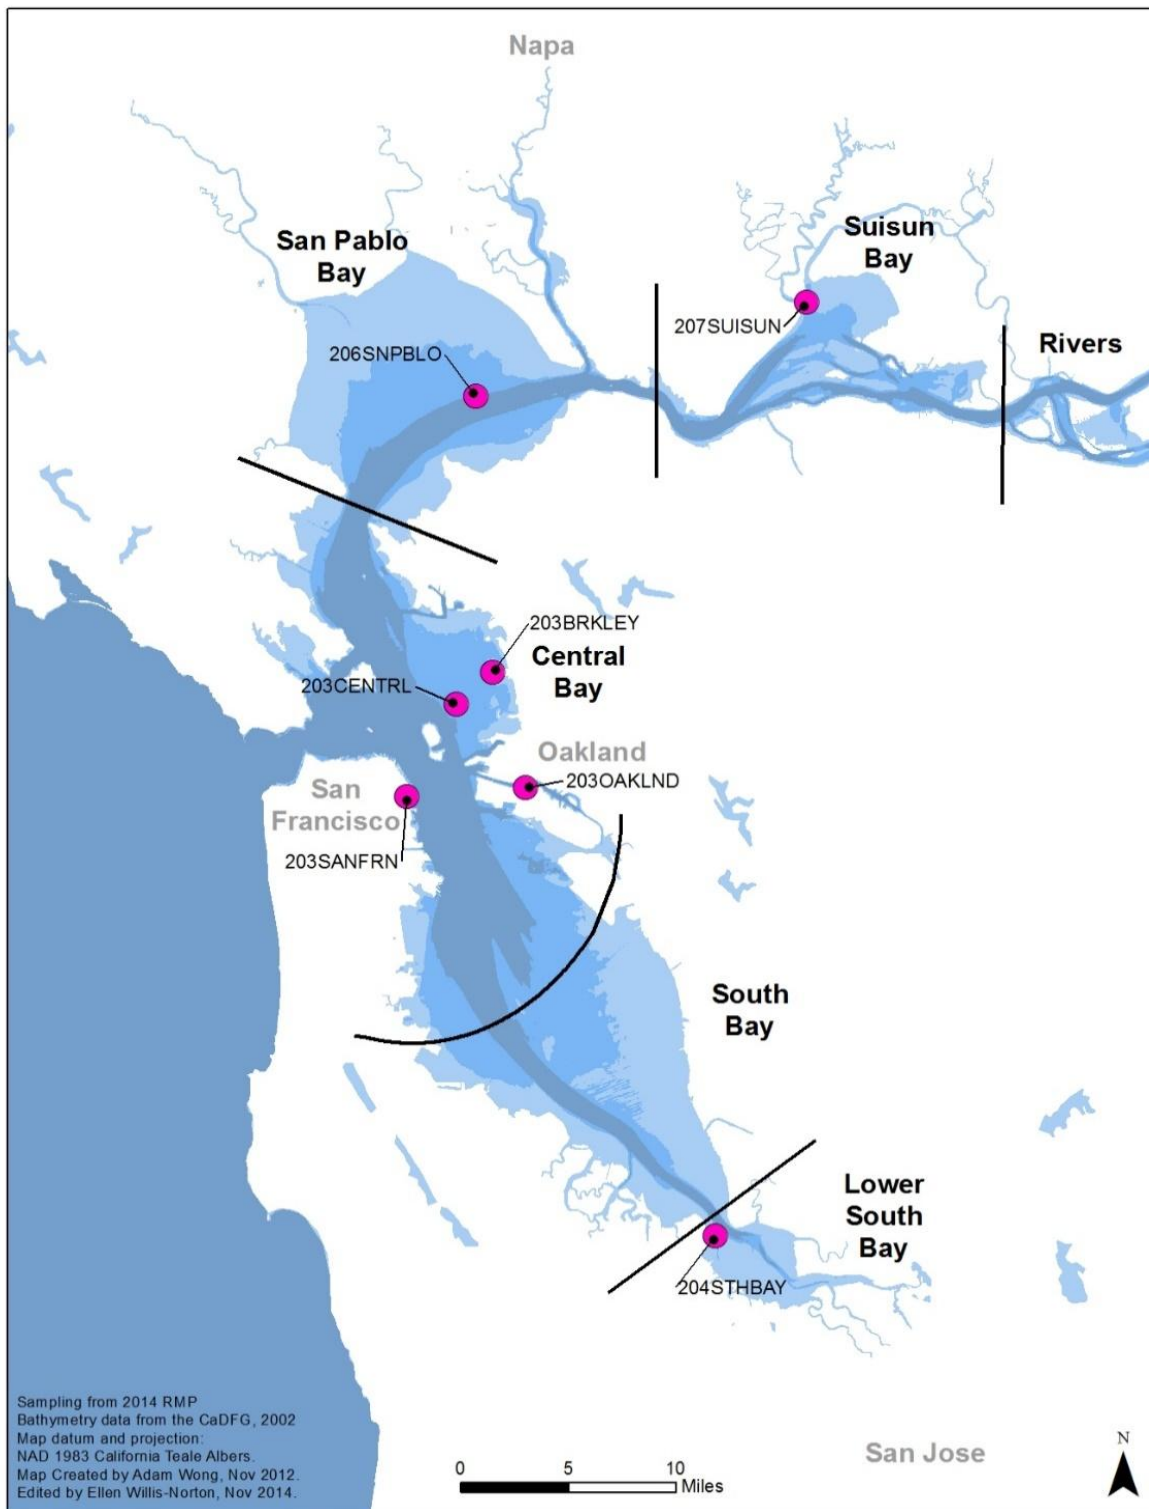 Napa
San Pablo
Bay
Suisun
Bay
207SUISUN
206SNPBLO
Rivers
203BRKLEY
Central
Bay
203CENTRL
Oakland
203OAKLND
San
Francisco
203SANFRN
South
Bay
Lower
South
Bay
204STHBAY
Sampling from 2014 RMP
Bathymetry data from the CaDFG, 2002
Map datum and projection:
NAD 1983 California Teale Albers.
Map Created by Adam Wong, Nov 2012.
Edited by Ellen Willis-Norton, Nov 2014.
0 5 10
Miles
San Jose
N